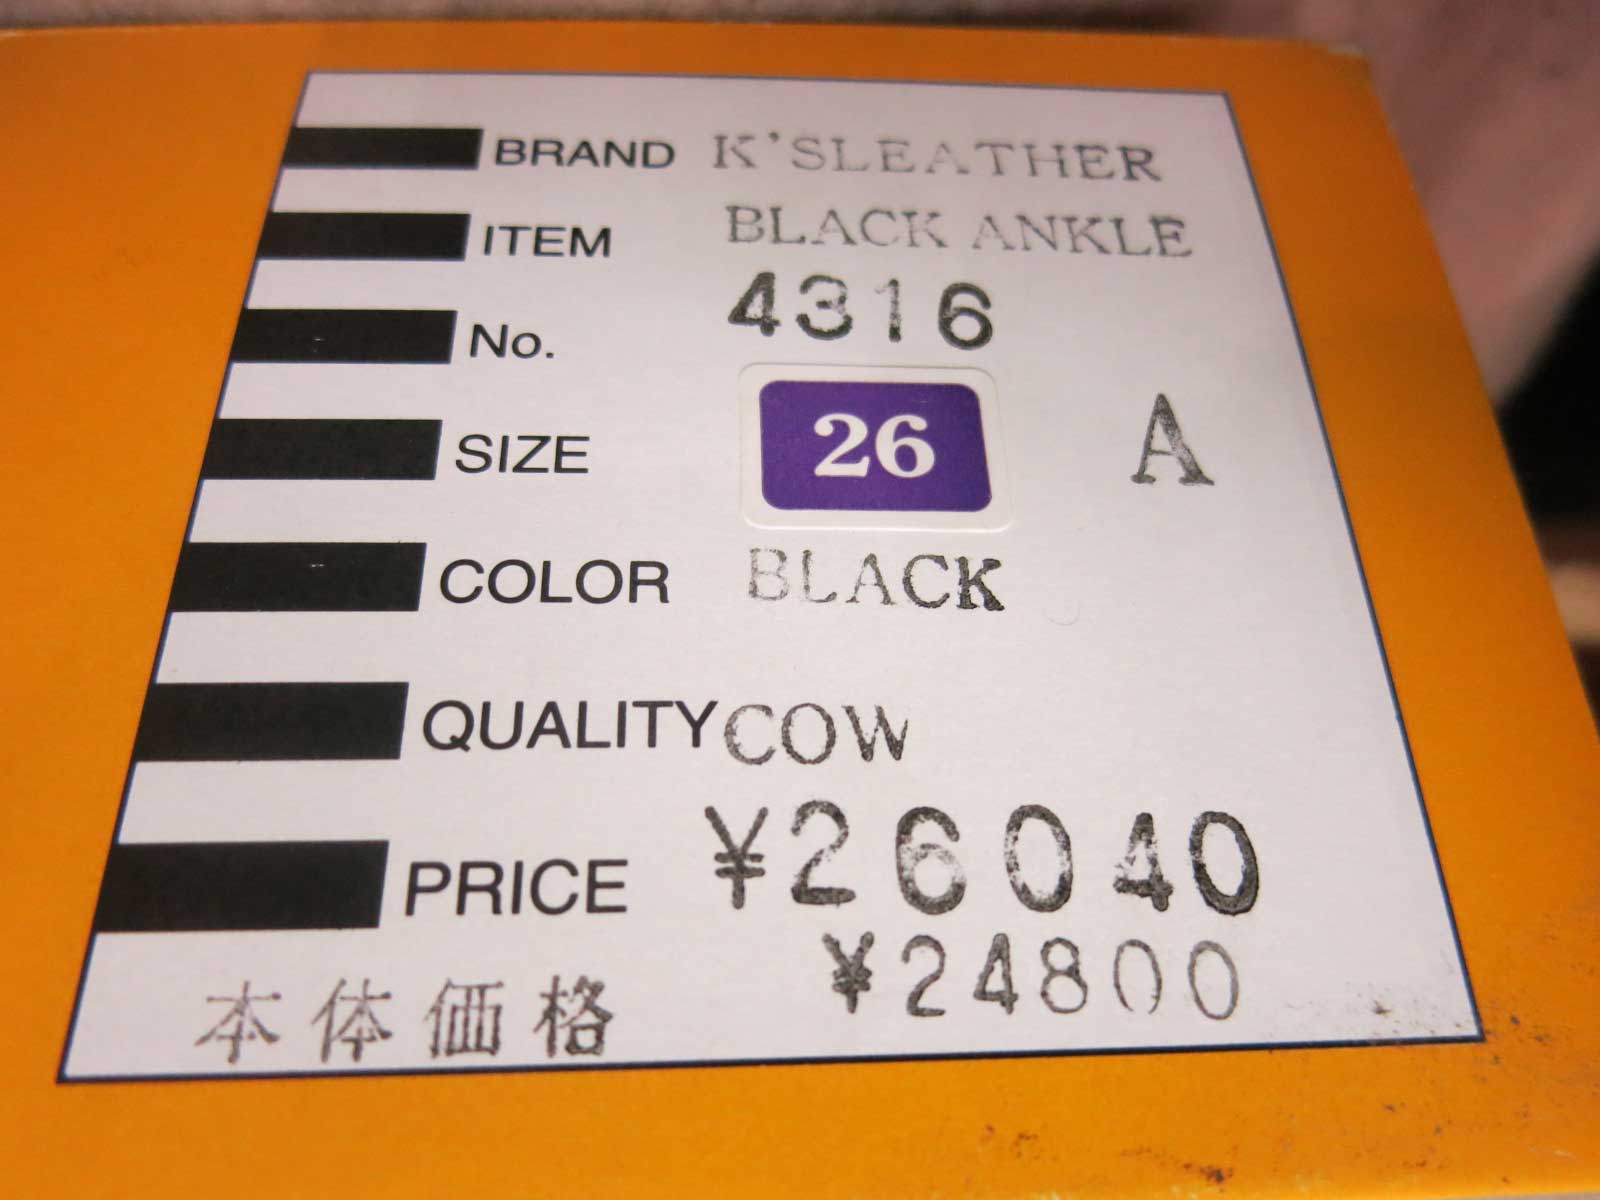 BRAND K'SLEATHER
ITEM BLACK ANKLE
No. 4316
SIZE 26 A
COLOR BLACK
QUALITY COW
PRICE ¥26040
本体価格 ¥24800